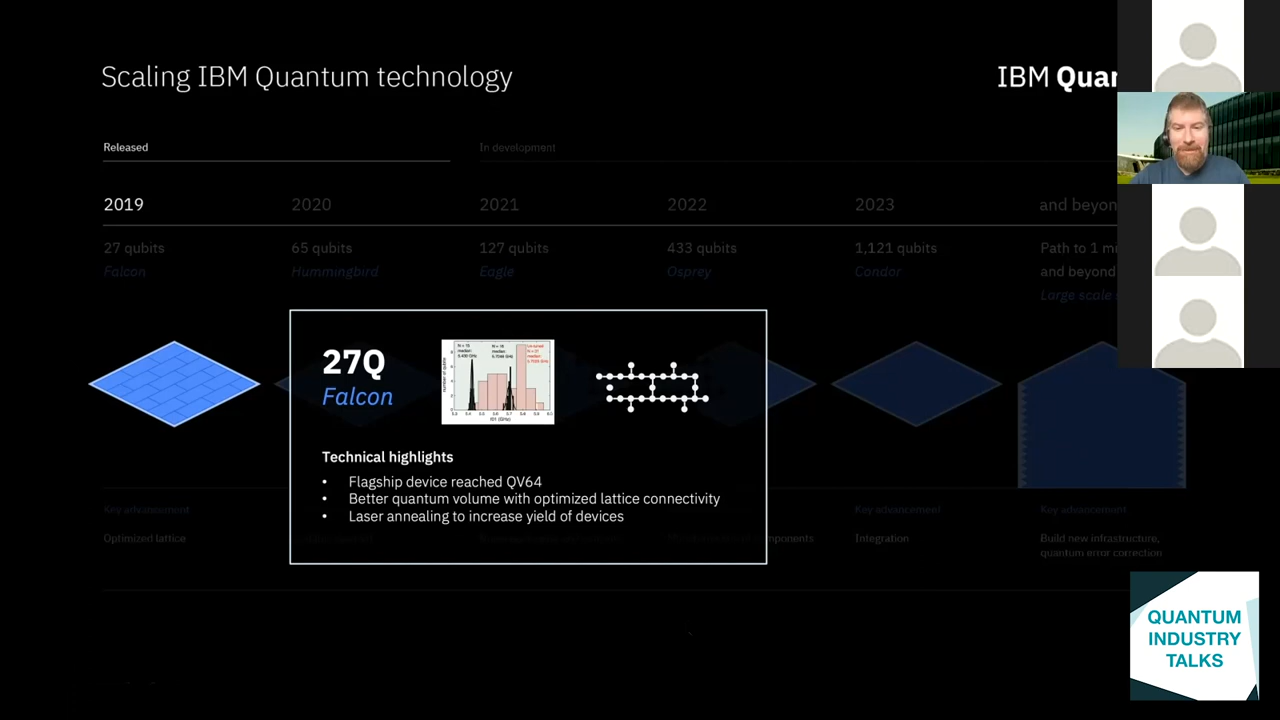 Scaling IBM Quantum technology
IBM Quan
Released
In development
2019
2020
2021
2022
2023
and beyon
27 qubits
65 qubits
127 qubits
433 qubits
1,121 qubits
Path to 1 m
Falcon
Hummingbird
Eagle
Osprey
Condor
and beyond
Large scale
27Q
Falcon
Technical highlights
• Flagship device reached QV64
• Better quantum volume with optimized lattice connectivity
• Laser annealing to increase yield of devices
Key advancement
Key advancement
Key advancement
Optimized lattice
omponents
Integration
Build new infrastructure,
quantum error correction
QUANTUM
INDUSTRY
TALKS